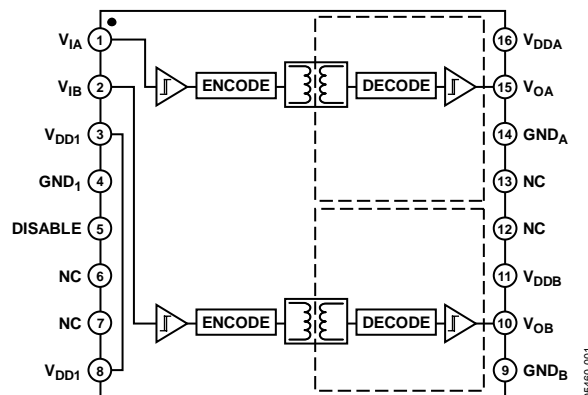 V_IA 1 16 V_DDA
V_IB 2 ENCODE DECODE 15 V_OA
V_DD1 3 14 GND_A
GND_1 4 13 NC
DISABLE 5 12 NC
NC 6 11 V_DDB
NC 7 ENCODE DECODE 10 V_OB
V_DD1 8 9 GND_B